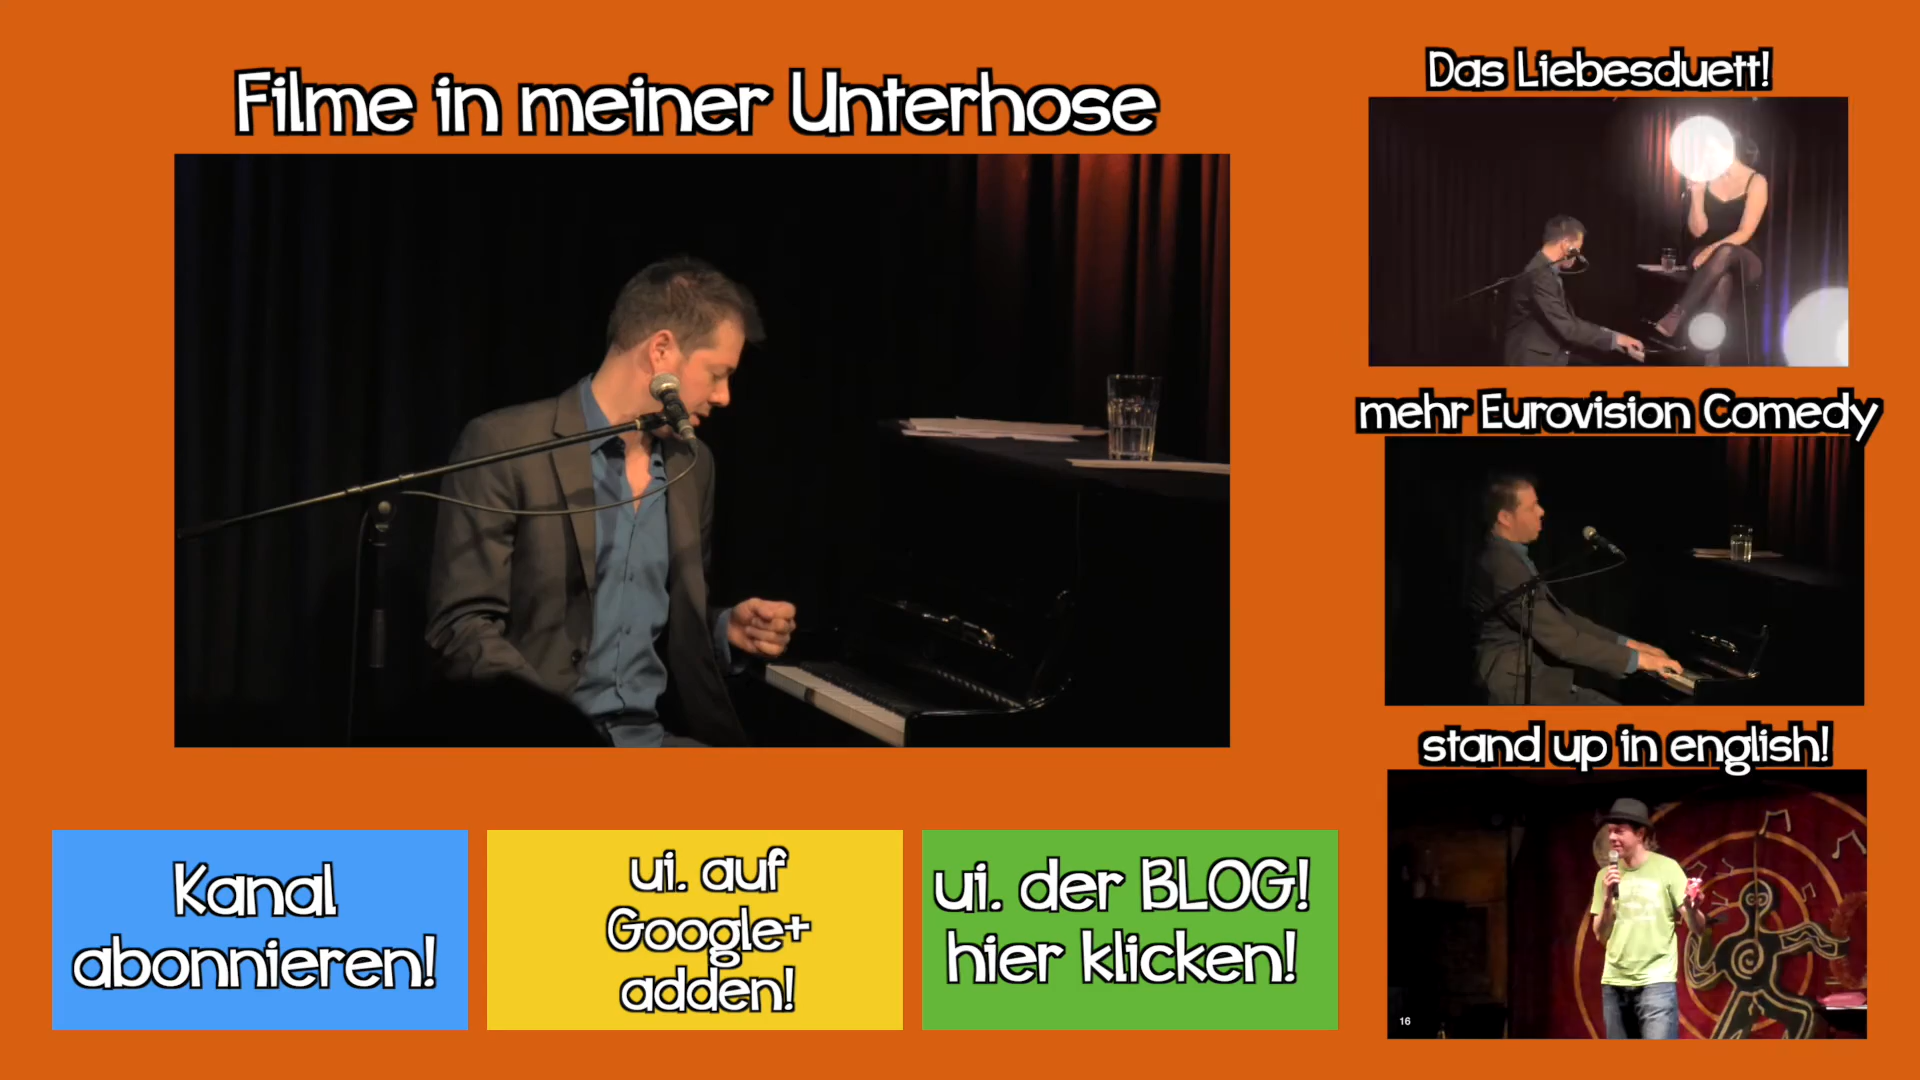 Filme in meiner Unterhose
Das Liebesduett!
mehr Eurovision Comedy
stand up in english!
16
Kanal
abonnieren!
ui. auf
Google+
adden!
ui. der BLOG!
hier klicken!